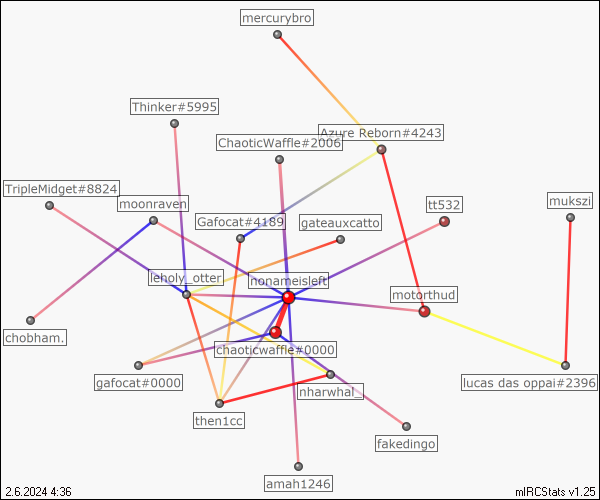 mercurybro
Thinker#5995
Azure Reborn#4243
ChaoticWaffle#2006
TripleMidget#8824
moonraven
tt532
mukszi
Gafocat#4189
gateauxcatto
leholy_otter
nonameisleft
motorthud
chobham.
chaoticwaffle#0000
gafocat#0000
nharwhal_
lucas das oppai#2396
then1cc
fakedingo
amah1246
2.6.2024 4:36
mIRCStats v1.25